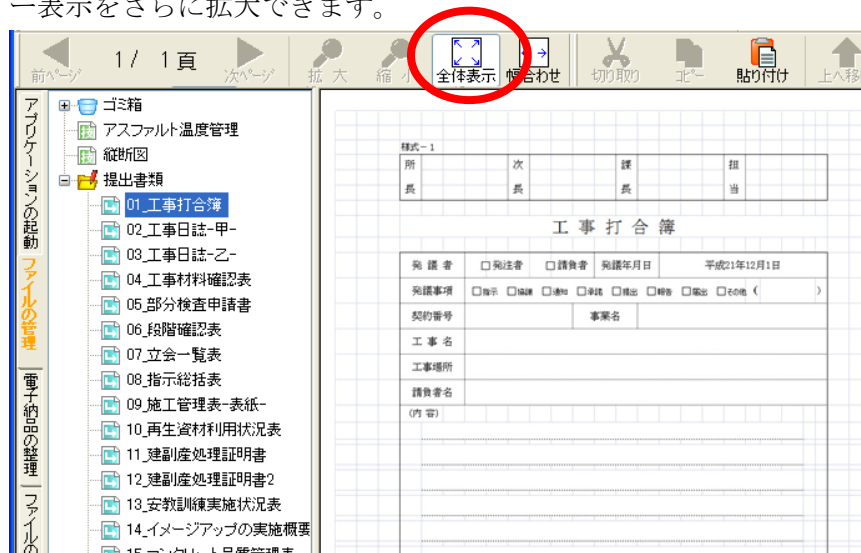 ー表示をさらに拡大できます。
前ページ 1/ 1頁 次ページ 拡大 縮小 全体表示 幅合わせ 切り取り コピー 貼り付け 上へ移
アプリケーションの起動
ファイルの管理
電子納品の整理
ファイルの
ゴミ箱
アスファルト温度管理
縦断図
提出書類
01_工事打合簿
02_工事日誌-甲-
03_工事日誌-乙-
04_工事材料確認表
05_部分検査申請書
06_段階確認表
07_立会一覧表
08_指示総括表
09_施工管理表-表紙-
10_再生資材利用状況表
11_建副産処理証明書
12_建副産処理証明書2
13_安教訓練実施状況表
14_イメージアップの実施概要
15_コンクリート品質管理表
様式-1
所長 次長 課長 担当
工事打合簿
発議者 □発注者 □請負者 発議年月日 平成21年12月1日
発議事項 □指示 □協議 □通知 □承諾 □提出 □報告 □届出 □その他 ( )
契約番号 事業名
工事名
工事場所
請負者名
(内容)